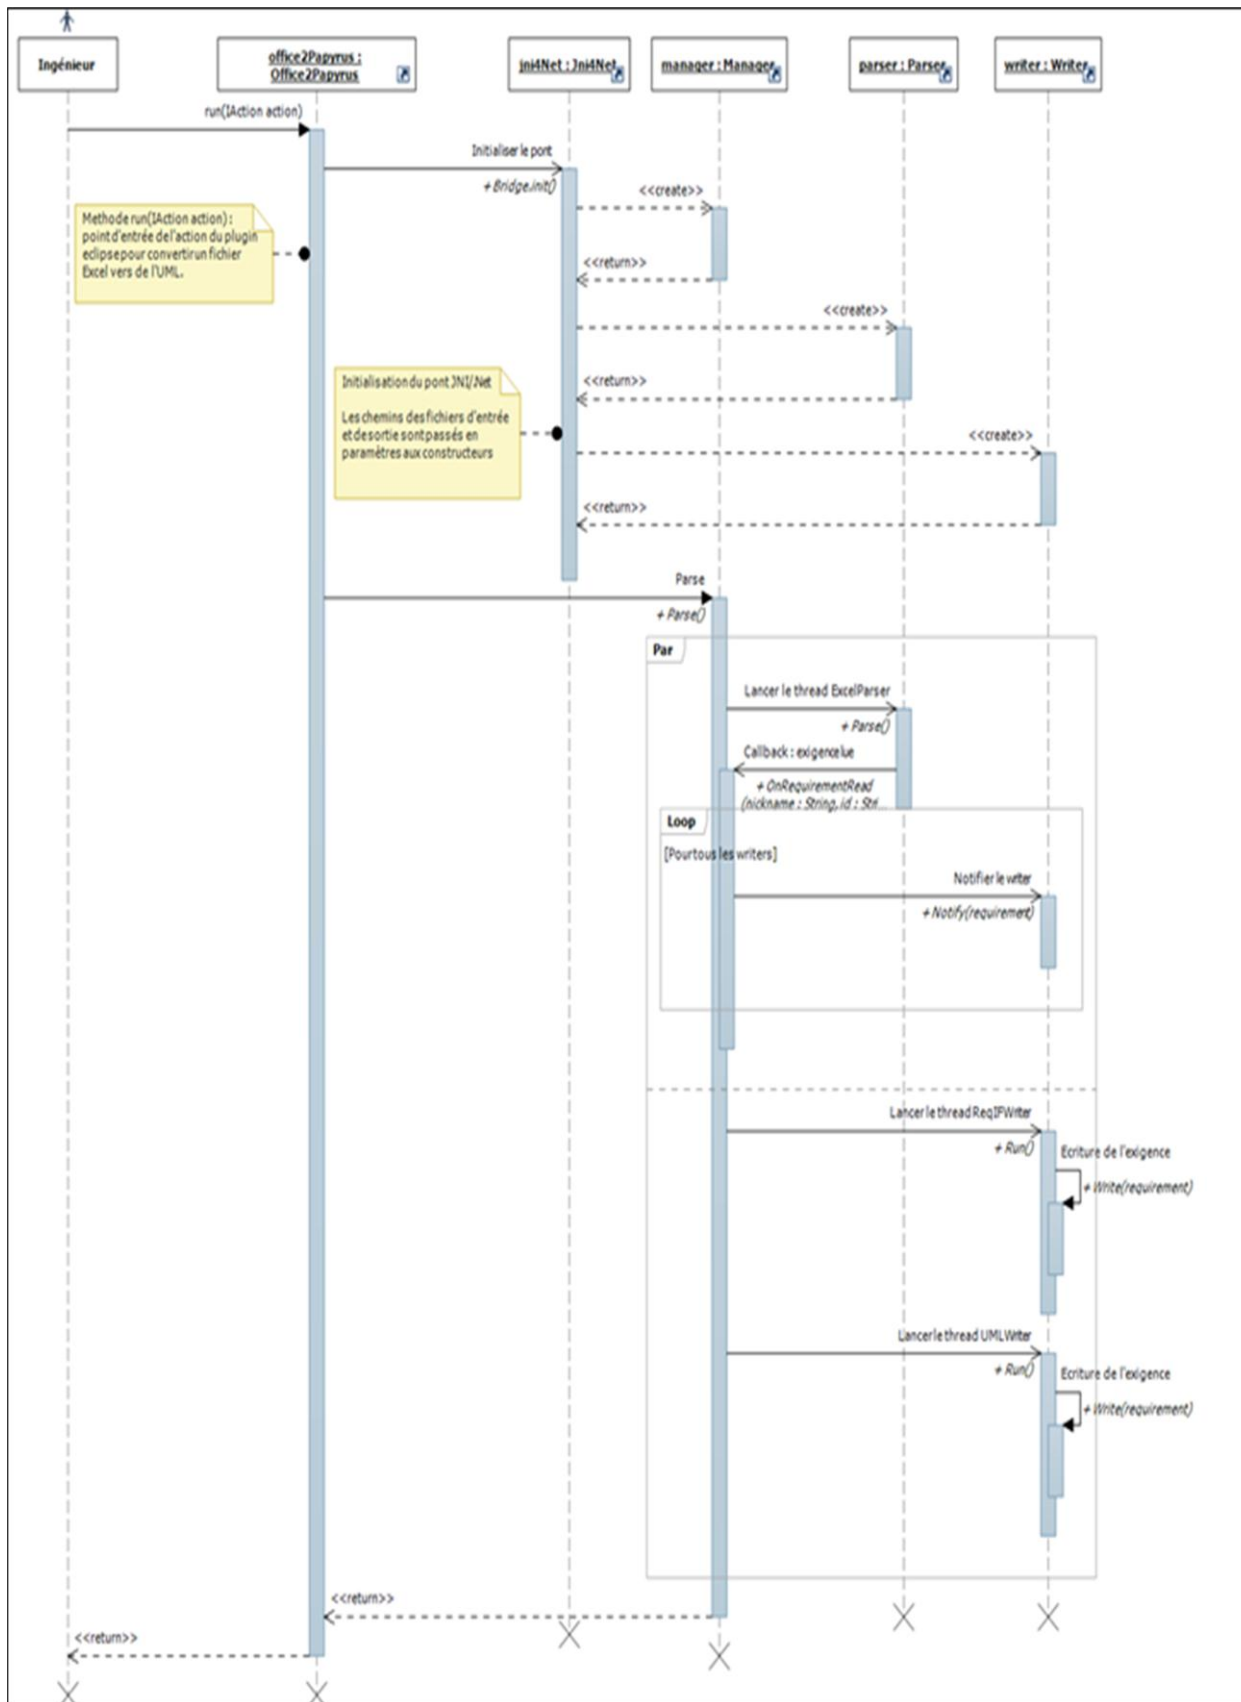 Ingénieur
office2Papyrus :
Office2Papyrus
jni4Net : Jni4Net
manager : Manager
parser : Parser
writer : Writer
run(IAction action)
Initialiser le pont
+ Bridge.init()
<<create>>
Methode run(IAction action) :
point d'entrée de l'action du plugin
eclipse pour convertir un fichier
Excel vers de l'UML.
<<return>>
<<create>>
Initialisation du pont JNI/.Net
Les chemins des fichiers d'entrée
et de sortie sont passés en
paramètres aux constructeurs
<<return>>
<<create>>
<<return>>
Parse
+ Parse()
Par
Lancer le thread ExcelParser
+ Parse()
Callback : exigence lue
+ OnRequirementRead
(nickname : String, id : Stri...
Loop
[Pour tous les writers]
Notifier le writer
+ Notify(requirement)
Lancer le thread ReqIFWriter
+ Run()
Ecriture de l'exigence
+ Write(requirement)
Lancer le thread UMLWriter
+ Run()
Ecriture de l'exigence
+ Write(requirement)
<<return>>
<<return>>